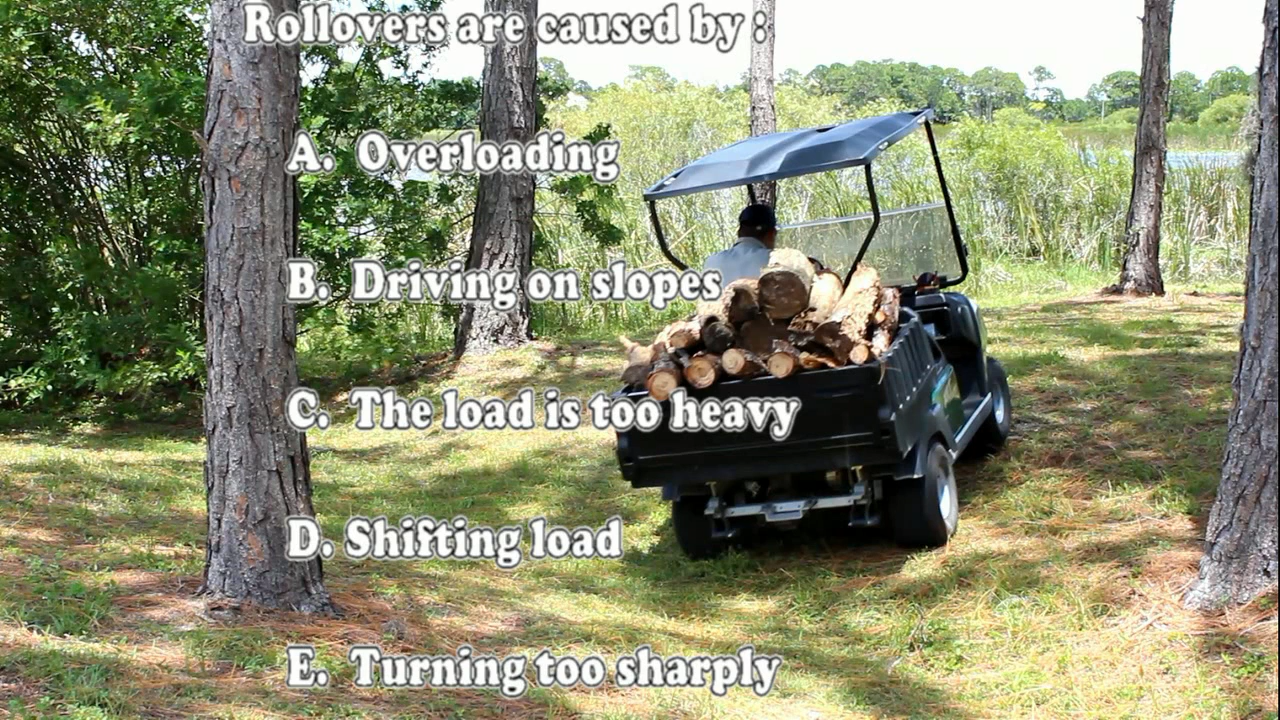 Rollovers are caused by :
A. Overloading
B. Driving on slopes
C. The load is too heavy
D. Shifting load
E. Turning too sharply